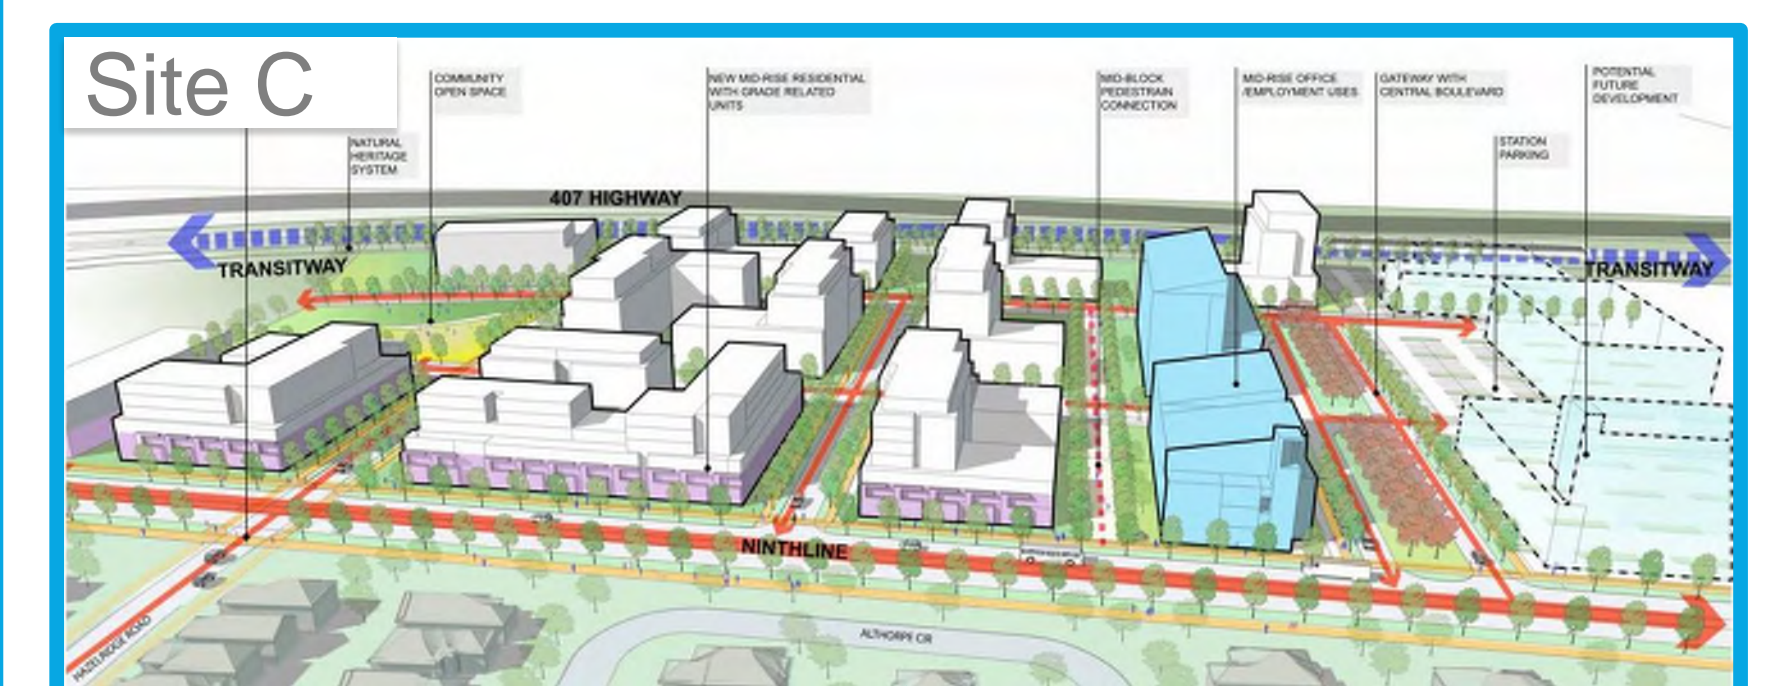 Site C
COMMUNITY
OPEN SPACE
NEW MID-RISE RESIDENTIAL
WITH GRADE RELATED
UNITS
MID-BLOCK
PEDESTRAIN
CONNECTION
MID-RISE OFFICE
/EMPLOYMENT USES
GATEWAY WITH
CENTRAL BOULEVARD
POTENTIAL
FUTURE
DEVELOPMENT
NATURAL
HERITAGE
SYSTEM
STATION
PARKING
407 HIGHWAY
TRANSITWAY
TRANSITWAY
NINTHLINE
HAZELRIDGE ROAD
ALTHORPE CIR